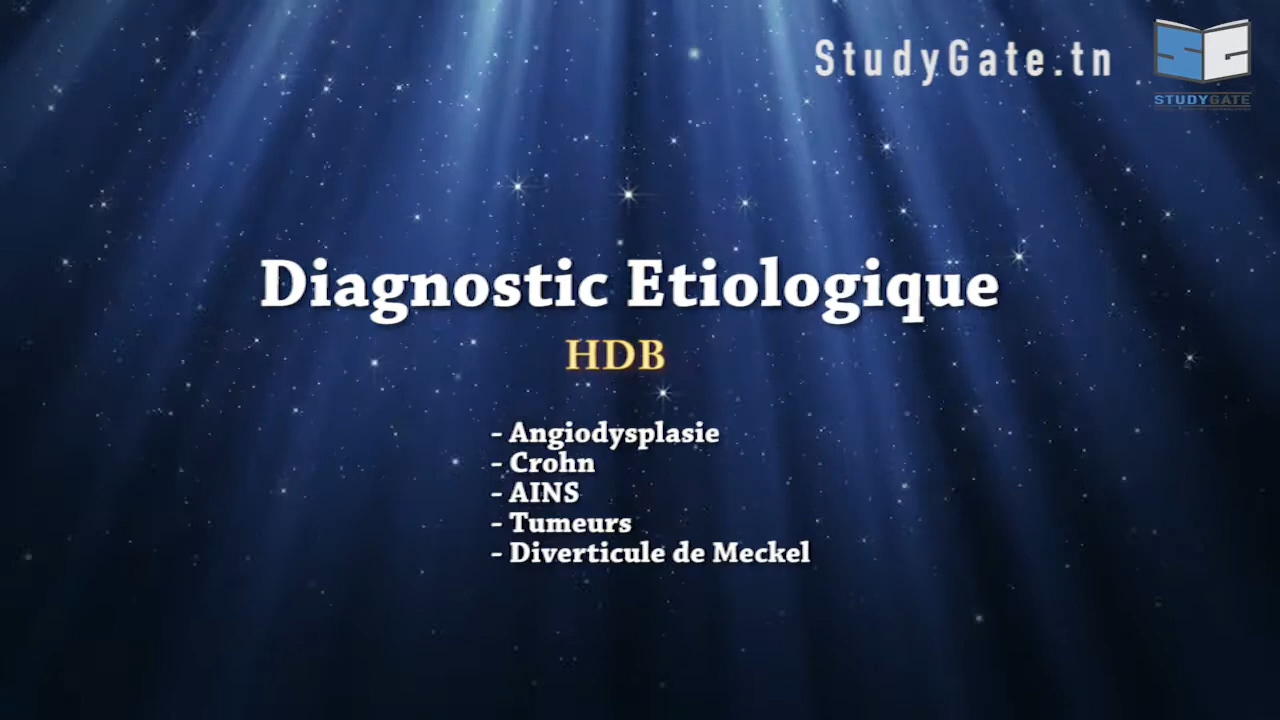 StudyGate.tn
STUDYGATE
Diagnostic Etiologique
HDB
- Angiodysplasie
- Crohn
- AINS
- Tumeurs
- Diverticule de Meckel